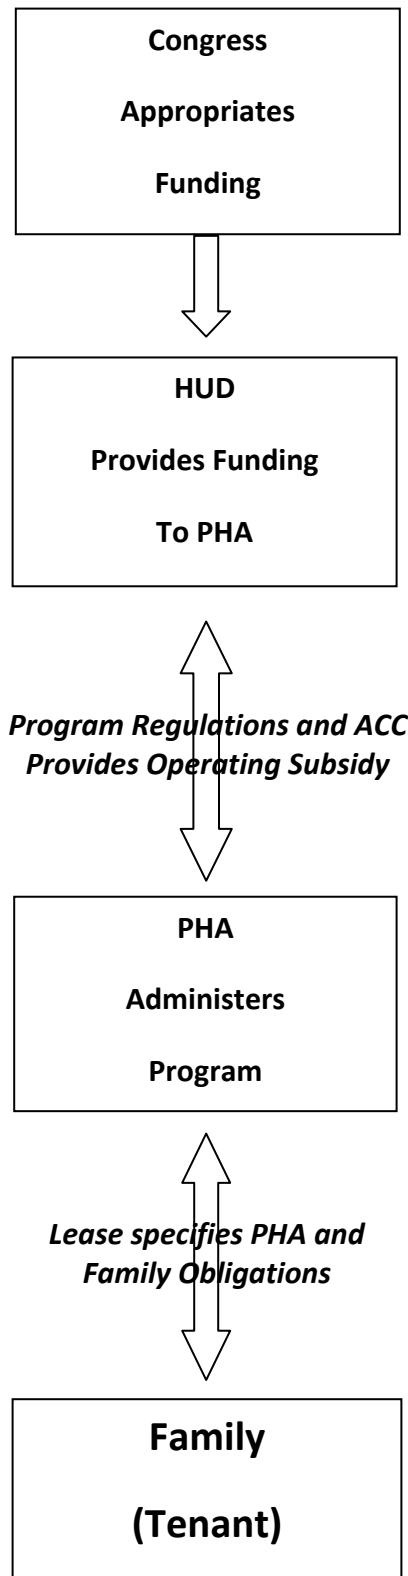 Congress
Appropriates
Funding
HUD
Provides Funding
To PHA
Program Regulations and ACC
Provides Operating Subsidy
PHA
Administers
Program
Lease specifies PHA and
Family Obligations
Family
(Tenant)